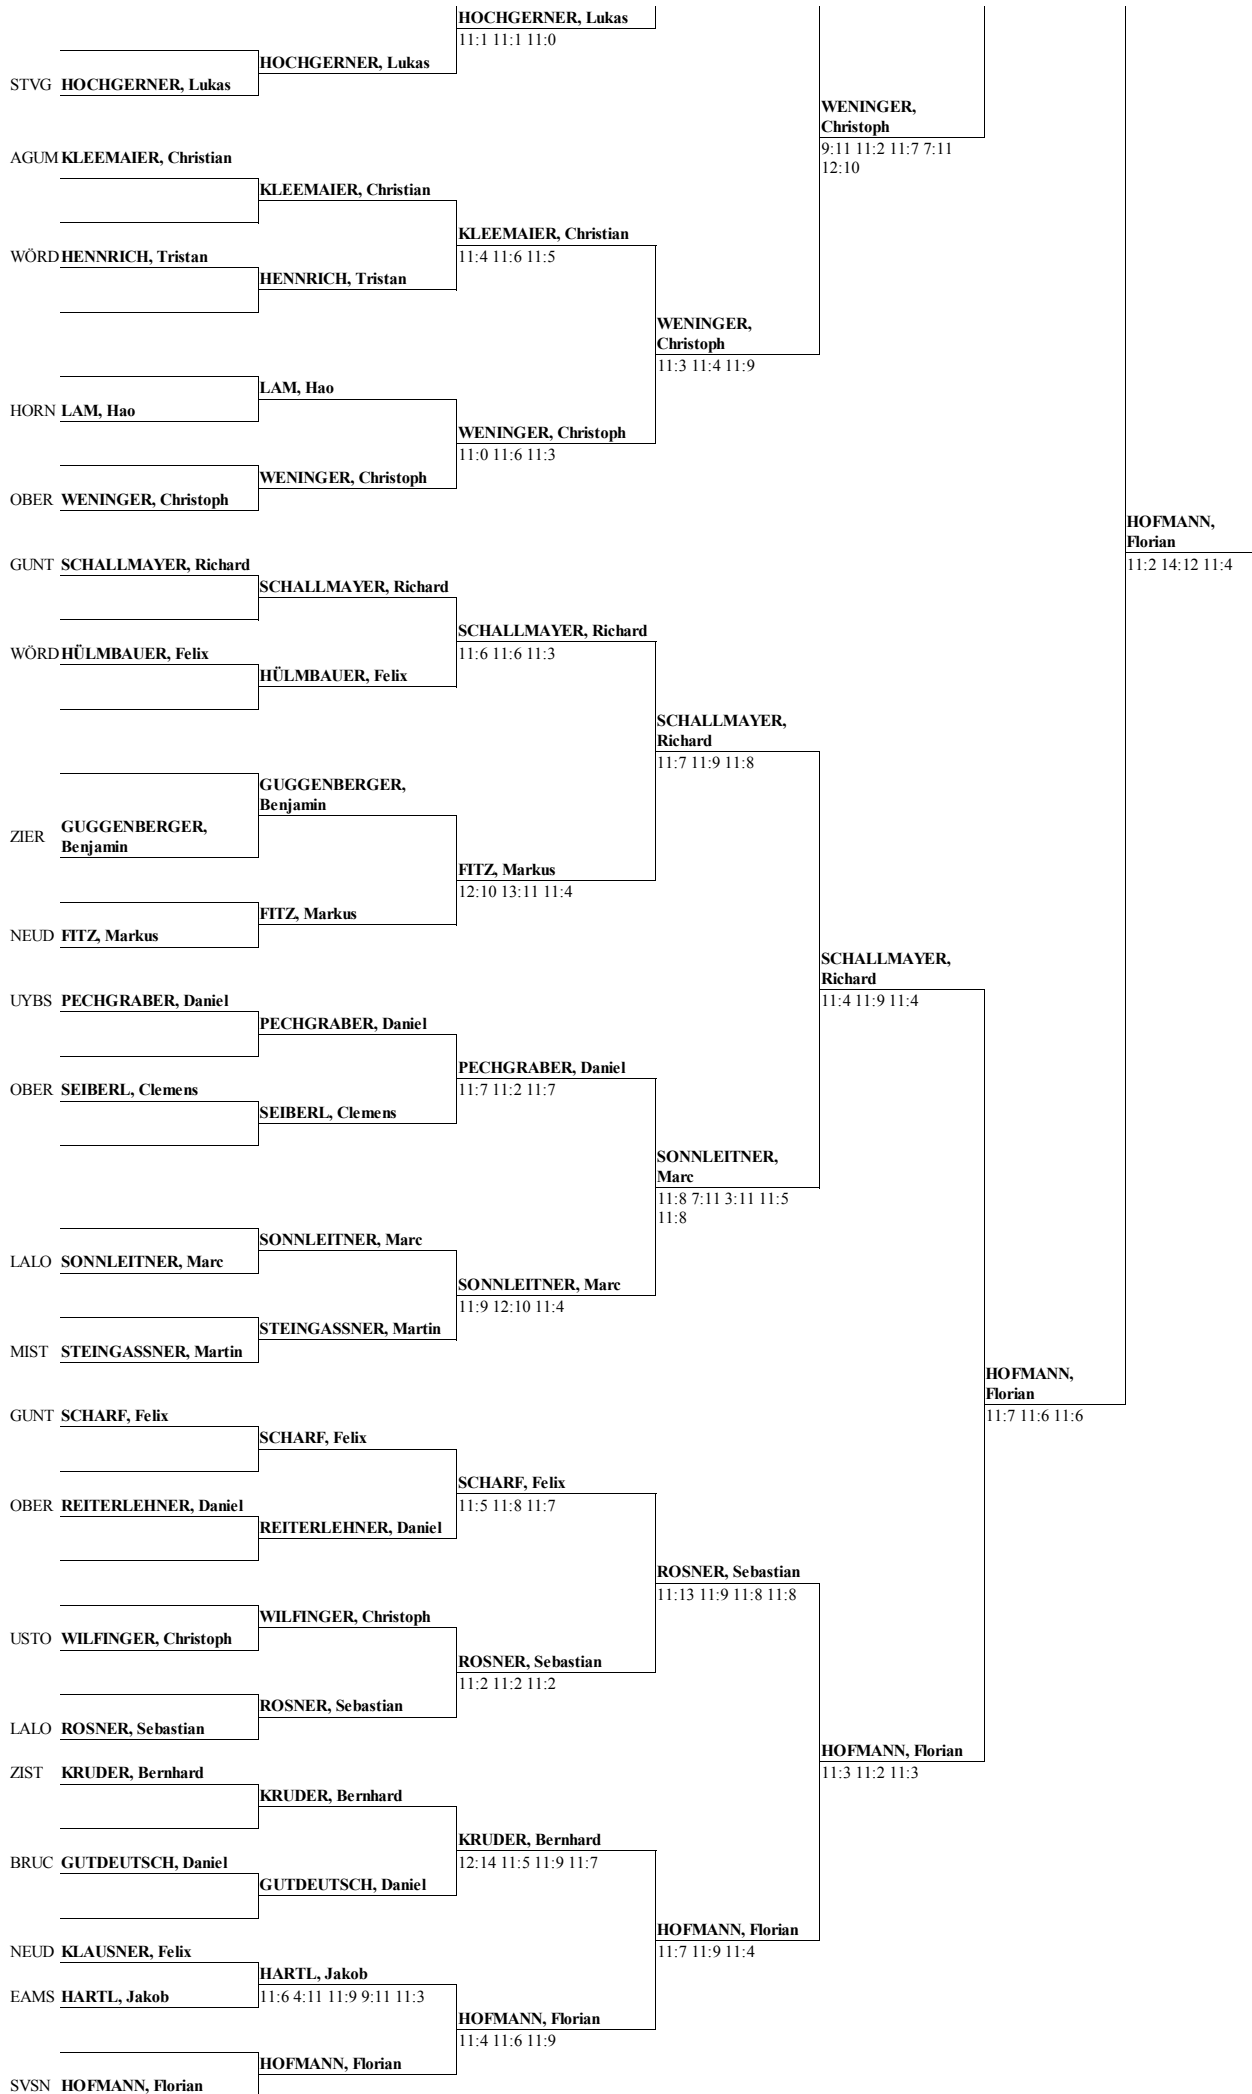 HOCHGERNER, Lukas
11:1 11:1 11:0
HOCHGERNER, Lukas
STVG HOCHGERNER, Lukas
WENINGER,
Christoph
9:11 11:2 11:7 7:11
12:10
AGUM KLEEMAIER, Christian
KLEEMAIER, Christian
KLEEMAIER, Christian
11:4 11:6 11:5
WÖRD HENNRICH, Tristan
HENNRICH, Tristan
WENINGER,
Christoph
11:3 11:4 11:9
LAM, Hao
HORN LAM, Hao
WENINGER, Christoph
11:0 11:6 11:3
WENINGER, Christoph
OBER WENINGER, Christoph
HOFMANN,
Florian
11:2 14:12 11:4
GUNT SCHALLMAYER, Richard
SCHALLMAYER, Richard
SCHALLMAYER, Richard
11:6 11:6 11:3
WÖRD HÜLMBAUER, Felix
HÜLMBAUER, Felix
SCHALLMAYER,
Richard
11:7 11:9 11:8
GUGGENBERGER,
Benjamin
ZIER GUGGENBERGER,
Benjamin
FITZ, Markus
12:10 13:11 11:4
FITZ, Markus
NEUD FITZ, Markus
SCHALLMAYER,
Richard
11:4 11:9 11:4
UYBS PECHGRABER, Daniel
PECHGRABER, Daniel
PECHGRABER, Daniel
11:7 11:2 11:7
OBER SEIBERL, Clemens
SEIBERL, Clemens
SONNLEITNER,
Marc
11:8 7:11 3:11 11:5
11:8
SONNLEITNER, Marc
LALO SONNLEITNER, Marc
SONNLEITNER, Marc
11:9 12:10 11:4
STEINGASSNER, Martin
MIST STEINGASSNER, Martin
HOFMANN,
Florian
11:7 11:6 11:6
GUNT SCHARF, Felix
SCHARF, Felix
SCHARF, Felix
11:5 11:8 11:7
OBER REITERLEHNER, Daniel
REITERLEHNER, Daniel
ROSNER, Sebastian
11:13 11:9 11:8 11:8
WILFINGER, Christoph
USTO WILFINGER, Christoph
ROSNER, Sebastian
11:2 11:2 11:2
ROSNER, Sebastian
LALO ROSNER, Sebastian
HOFMANN, Florian
11:3 11:2 11:3
ZIST KRUDER, Bernhard
KRUDER, Bernhard
KRUDER, Bernhard
12:14 11:5 11:9 11:7
BRUC GUTDEUTSCH, Daniel
GUTDEUTSCH, Daniel
HOFMANN, Florian
11:7 11:9 11:4
NEUD KLAUSNER, Felix
HARTL, Jakob
EAMS HARTL, Jakob
11:6 4:11 11:9 9:11 11:3
HOFMANN, Florian
11:4 11:6 11:9
HOFMANN, Florian
SVSN HOFMANN, Florian